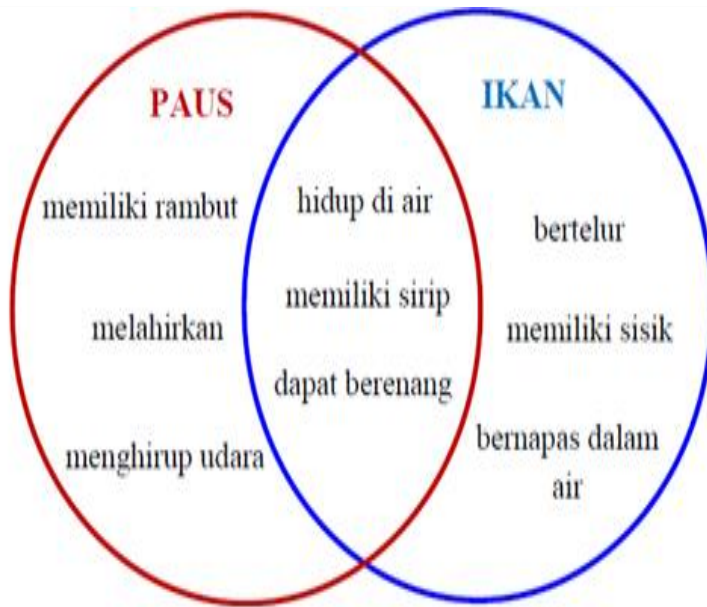 PAUS
memiliki rambut
melahirkan
menghirup udara
hidup di air
memiliki sirip
dapat berenang
IKAN
bertelur
memiliki sisik
bernapas dalam
air